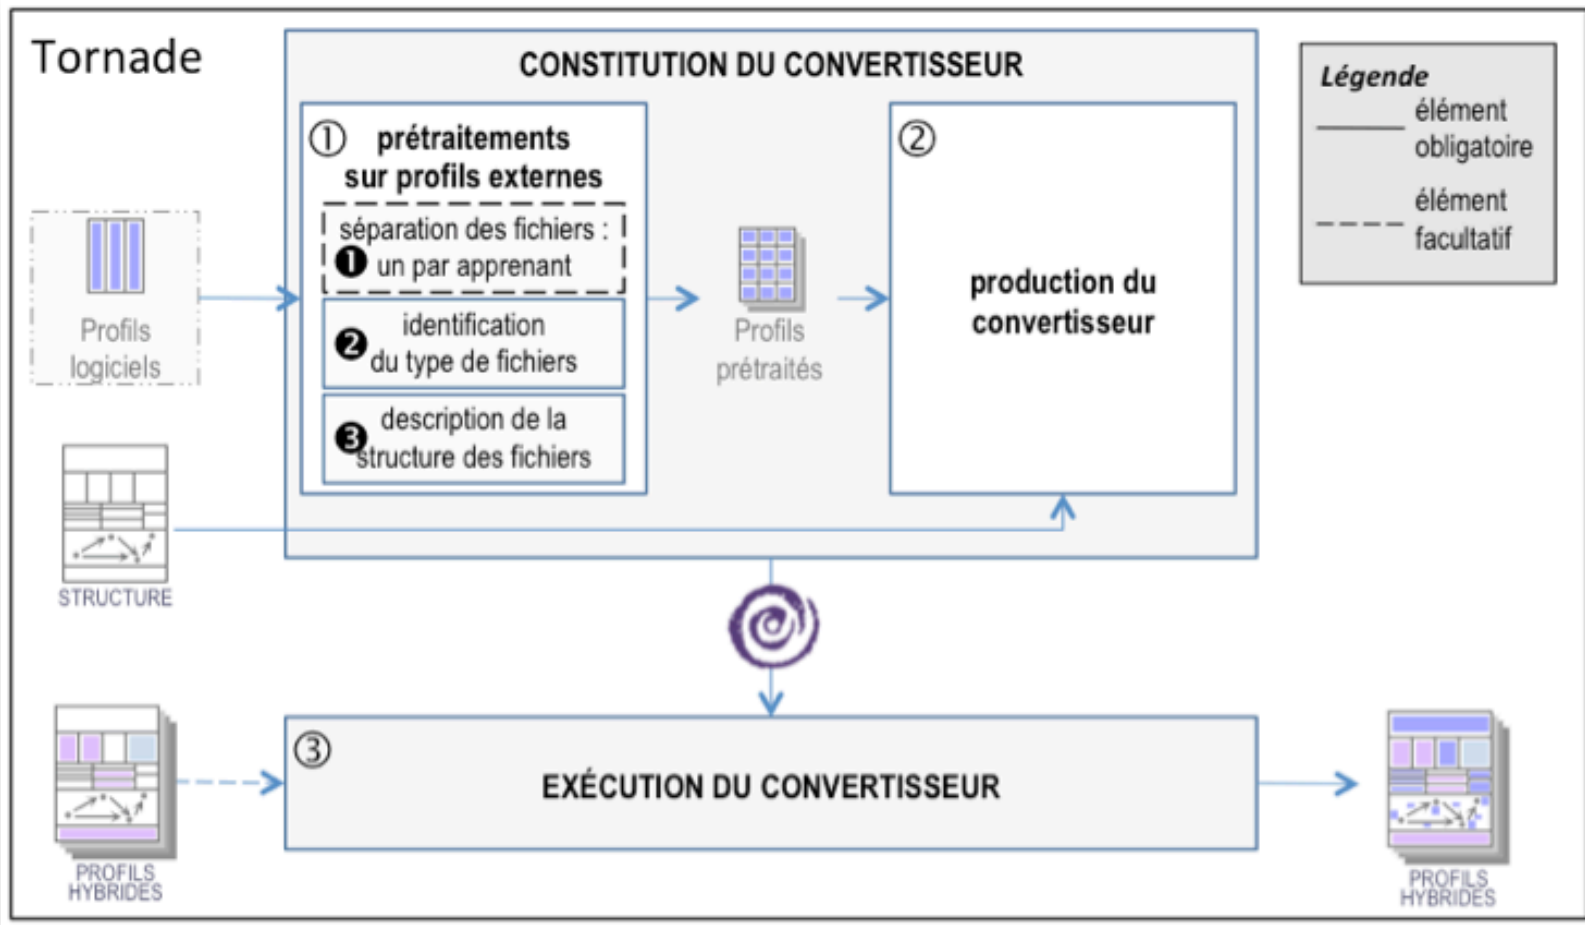 Tornade
CONSTITUTION DU CONVERTISSEUR
Légende
élément
obligatoire
élément
facultatif
① prétraitements
sur profils externes
séparation des fichiers :
❶ un par apprenant
identification
❷ du type de fichiers
description de la
❸ structure des fichiers
②
production du
convertisseur
Profils
logiciels
Profils
prétraités
STRUCTURE
③
EXÉCUTION DU CONVERTISSEUR
PROFILS
HYBRIDES
PROFILS
HYBRIDES